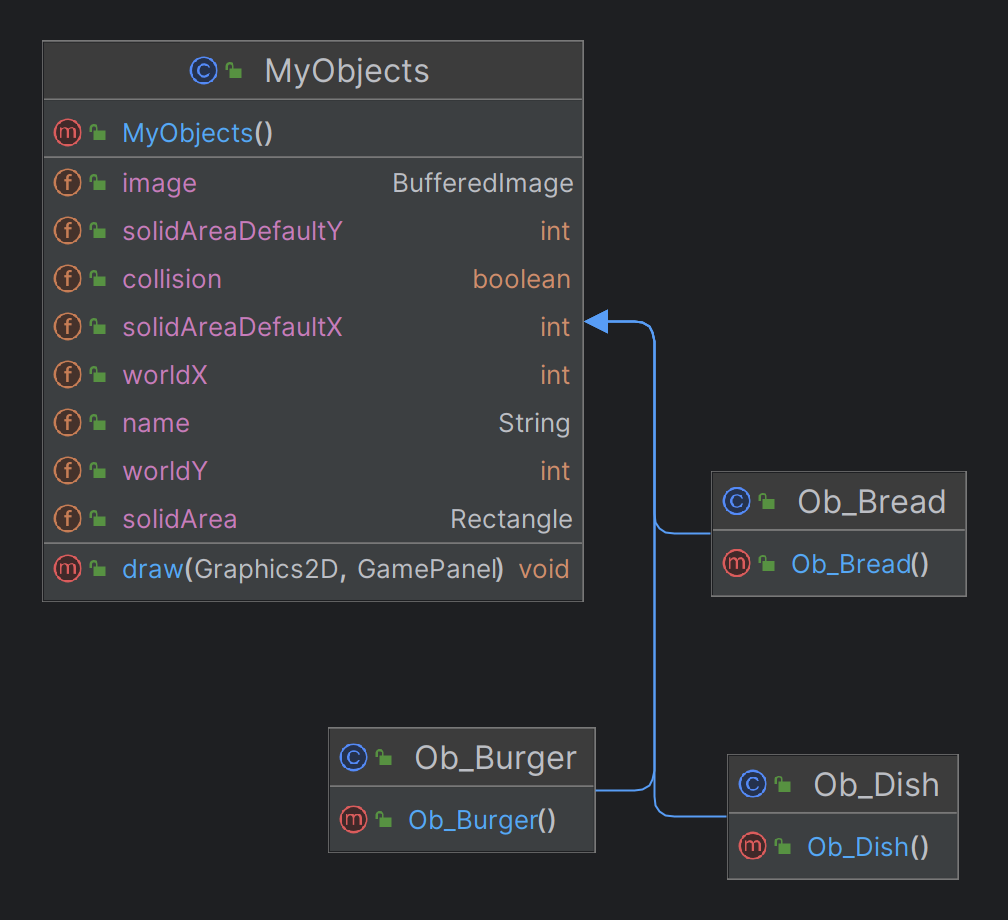 MyObjects
MyObjects()
image BufferedImage
solidAreaDefaultY int
collision boolean
solidAreaDefaultX int
worldX int
name String
worldY int
solidArea Rectangle
draw(Graphics2D, GamePanel) void
Ob_Bread
Ob_Bread()
Ob_Burger
Ob_Burger()
Ob_Dish
Ob_Dish()